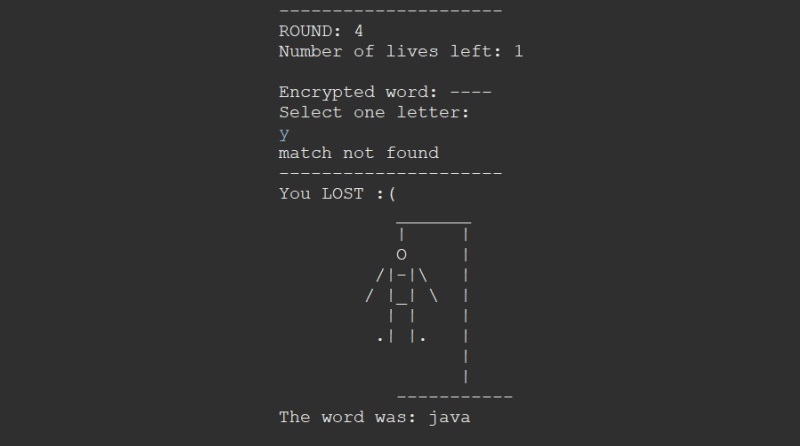 ---------------------
ROUND: 4
Number of lives left: 1
Encrypted word: ----
Select one letter:
y
match not found
---------------------
You LOST :(
           _______
           |     |
           O     |
         /|-|\   |
        / |_| \  |
          | |    |
         .| |.   |
                 |
                 |
           -----------
The word was: java